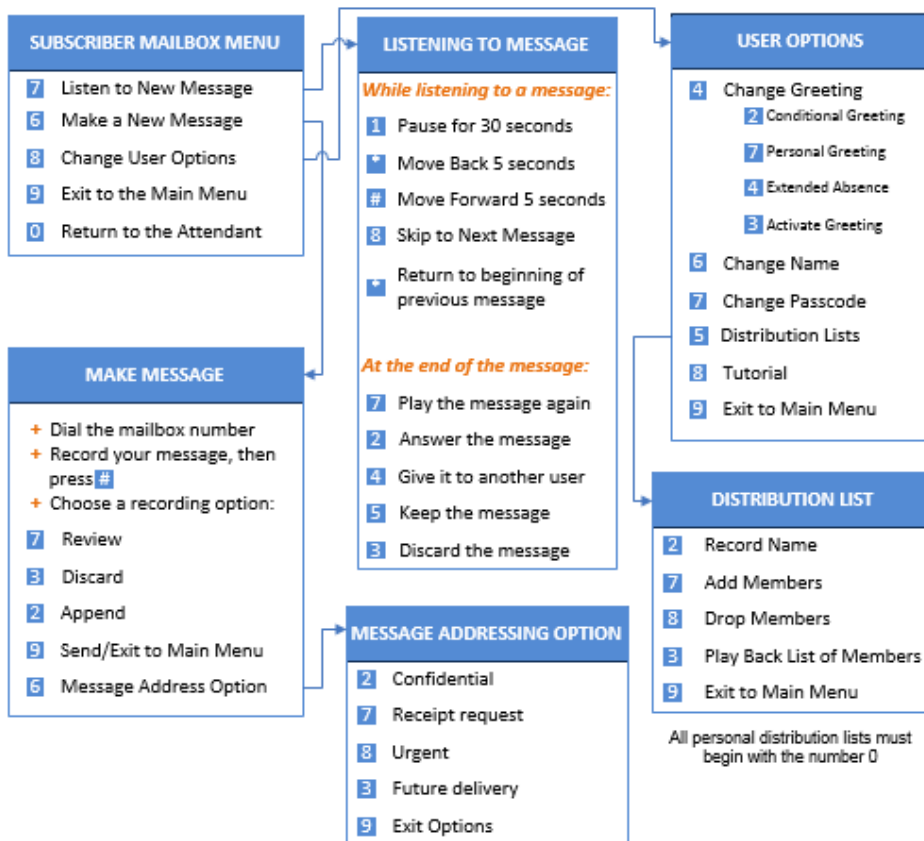 SUBSCRIBER MAILBOX MENU
7 Listen to New Message
6 Make a New Message
8 Change User Options
9 Exit to the Main Menu
0 Return to the Attendant
LISTENING TO MESSAGE
While listening to a message:
1 Pause for 30 seconds
* Move Back 5 seconds
# Move Forward 5 seconds
8 Skip to Next Message
* Return to beginning of
previous message
At the end of the message:
7 Play the message again
2 Answer the message
4 Give it to another user
5 Keep the message
3 Discard the message
USER OPTIONS
4 Change Greeting
2 Conditional Greeting
7 Personal Greeting
4 Extended Absence
3 Activate Greeting
6 Change Name
7 Change Passcode
5 Distribution Lists
8 Tutorial
9 Exit to Main Menu
MAKE MESSAGE
+ Dial the mailbox number
+ Record your message, then
press #
+ Choose a recording option:
7 Review
3 Discard
2 Append
9 Send/Exit to Main Menu
6 Message Address Option
MESSAGE ADDRESSING OPTION
2 Confidential
7 Receipt request
8 Urgent
3 Future delivery
9 Exit Options
DISTRIBUTION LIST
2 Record Name
7 Add Members
8 Drop Members
3 Play Back List of Members
9 Exit to Main Menu
All personal distribution lists must
begin with the number 0